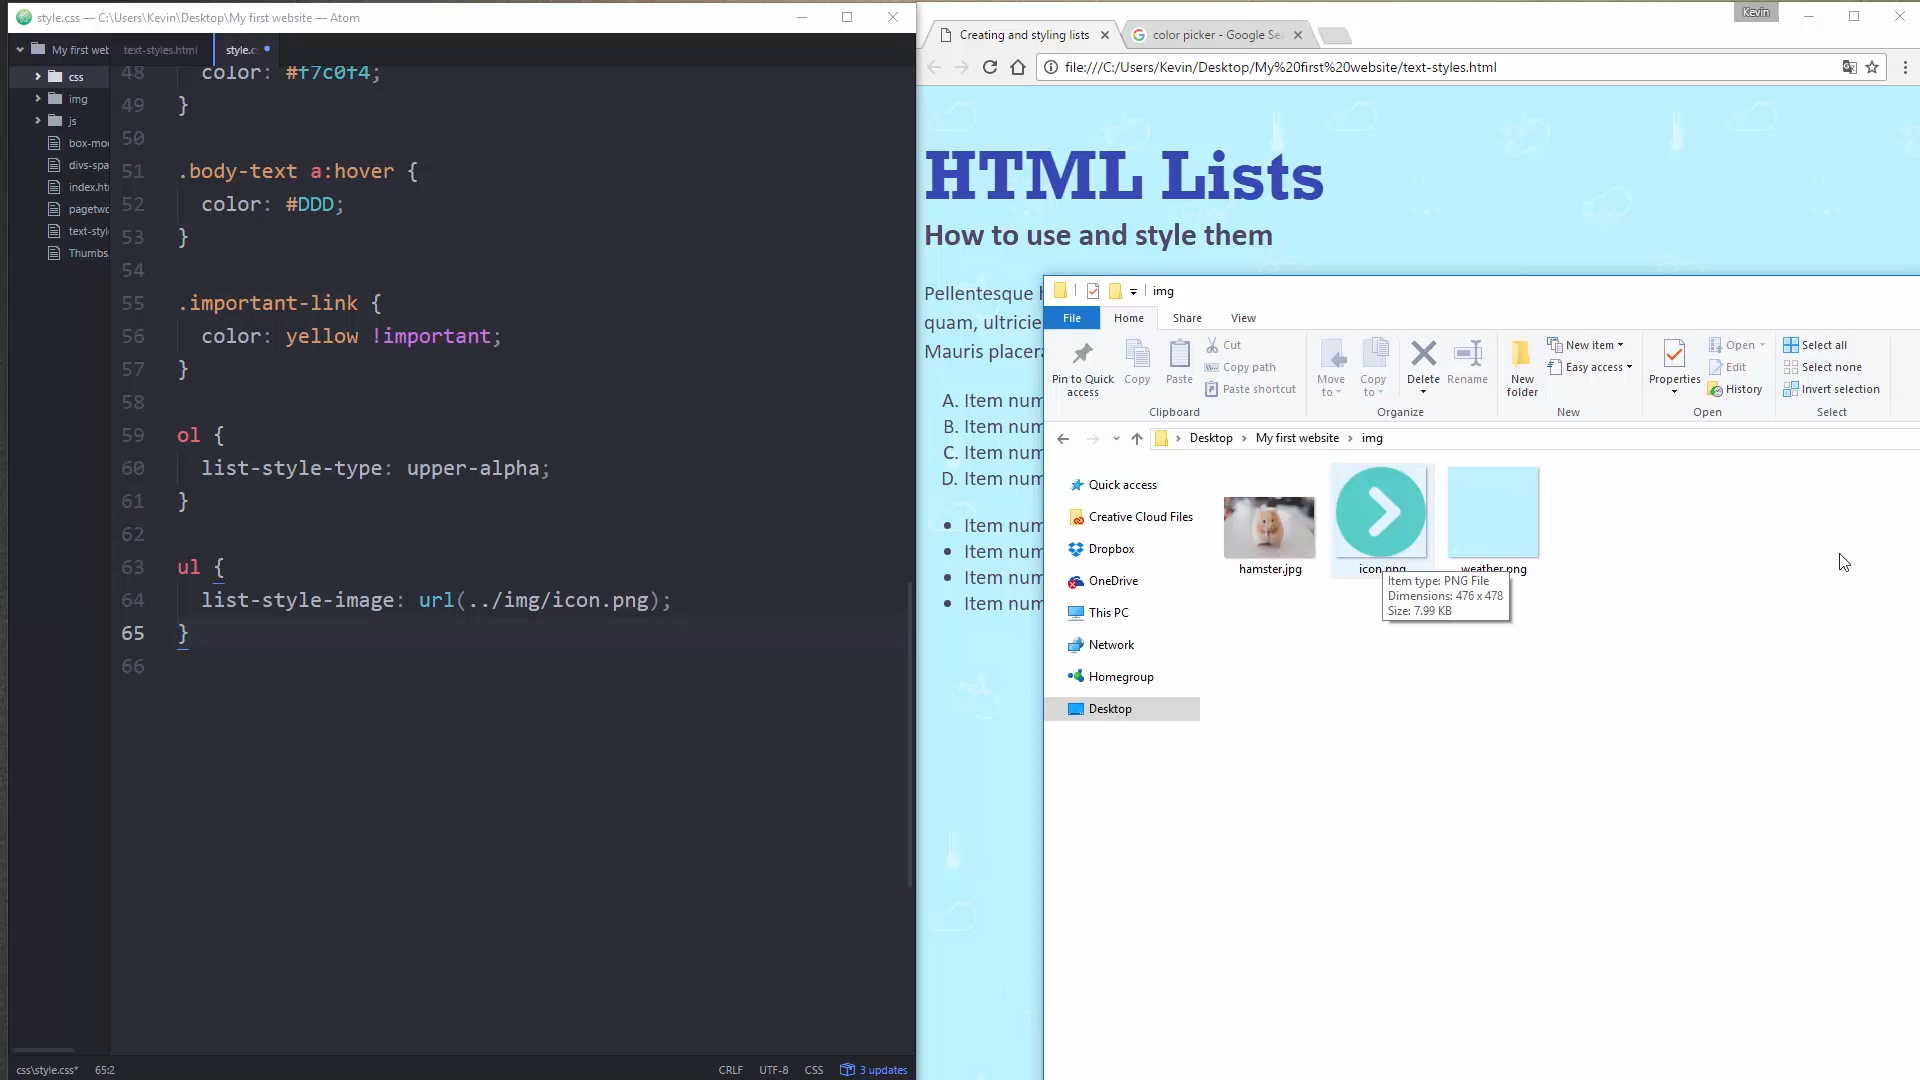 style.css — C:\Users\Kevin\Desktop\My first website — Atom
My first wet
text-styles.html
style.c
css
img
js
box-mo
divs-spa
index.ht
pagetwo
text-styl
Thumbs.
48 color: #f7c0f4;
49 }
50
51 .body-text a:hover {
52 color: #DDD;
53 }
54
55 .important-link {
56 color: yellow !important;
57 }
58
59 ol {
60 list-style-type: upper-alpha;
61 }
62
63 ul {
64 list-style-image: url(../img/icon.png);
65 }
66
css\style.css* 65:2 CRLF UTF-8 CSS 3 updates
Kevin
Creating and styling lists
color picker - Google Se
file:///C:/Users/Kevin/Desktop/My%20first%20website/text-styles.html
HTML Lists
How to use and style them
Pellentesque
quam, ultricie
Mauris placera
A. Item num
B. Item num
C. Item num
D. Item num
• Item num
• Item num
• Item num
• Item num
img
File Home Share View
Pin to Quick access
Copy
Paste
Cut
Copy path
Paste shortcut
Clipboard
Move to
Copy to
Delete
Rename
Organize
New folder
New item
Easy access
New
Properties
Open
Edit
History
Open
Select all
Select none
Invert selection
Select
Desktop > My first website > img
Quick access
Creative Cloud Files
Dropbox
OneDrive
This PC
Network
Homegroup
Desktop
hamster.jpg
icon.png
weather.png
Item type: PNG File
Dimensions: 476 x 478
Size: 7.99 KB